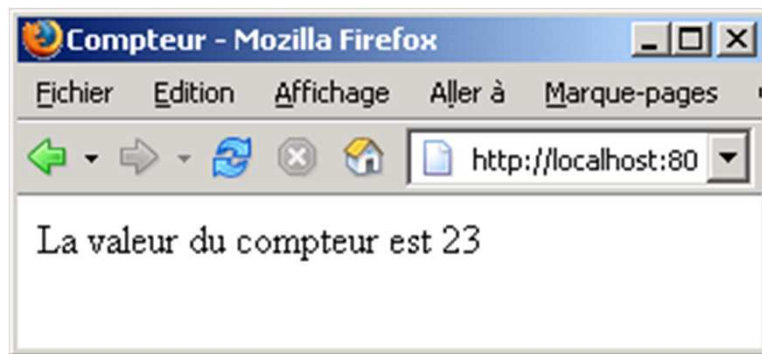 Compteur - Mozilla Firefox
Fichier Edition Affichage Aller à Marque-pages
http://localhost:80
La valeur du compteur est 23